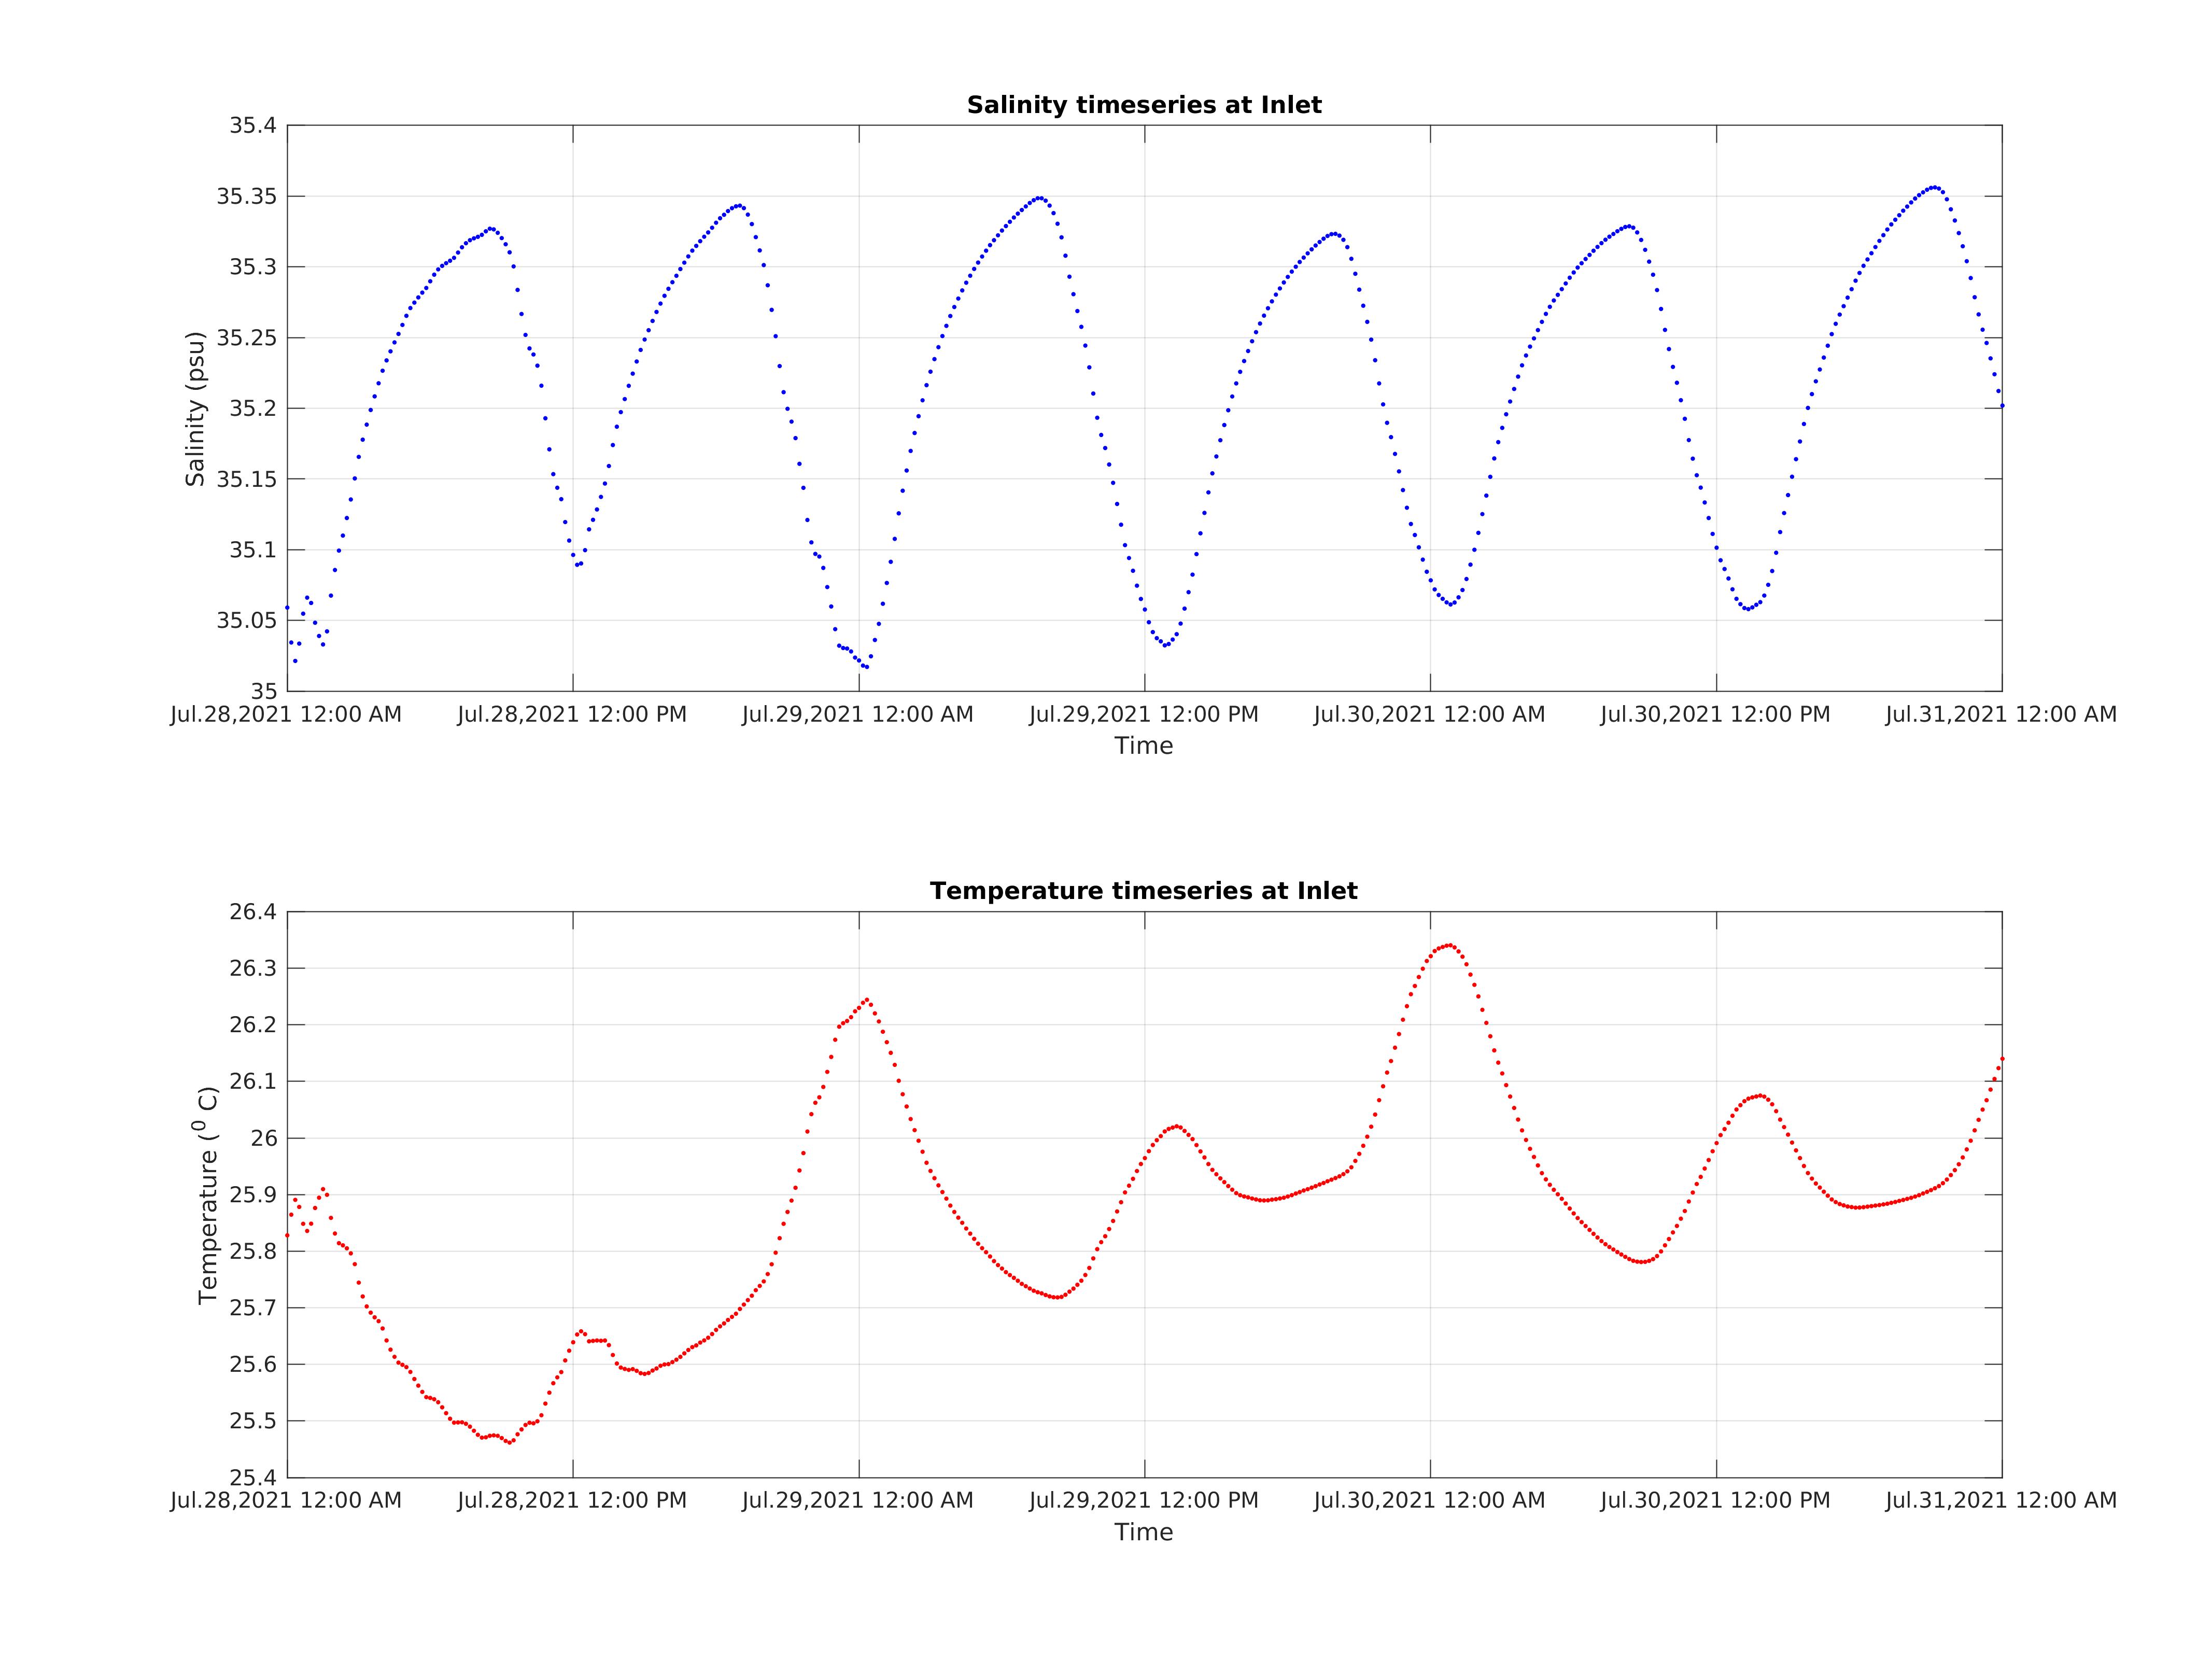 Salinity timeseries at Inlet
35.4
35.35
35.3
35.25
35.2
35.15
35.1
35.05
35
Salinity (psu)
Jul.28,2021 12:00 AM Jul.28,2021 12:00 PM Jul.29,2021 12:00 AM Jul.29,2021 12:00 PM Jul.30,2021 12:00 AM Jul.30,2021 12:00 PM Jul.31,2021 12:00 AM
Time
Temperature timeseries at Inlet
26.4
26.3
26.2
26.1
26
25.9
25.8
25.7
25.6
25.5
25.4
Temperature (⁰ C)
Jul.28,2021 12:00 AM Jul.28,2021 12:00 PM Jul.29,2021 12:00 AM Jul.29,2021 12:00 PM Jul.30,2021 12:00 AM Jul.30,2021 12:00 PM Jul.31,2021 12:00 AM
Time